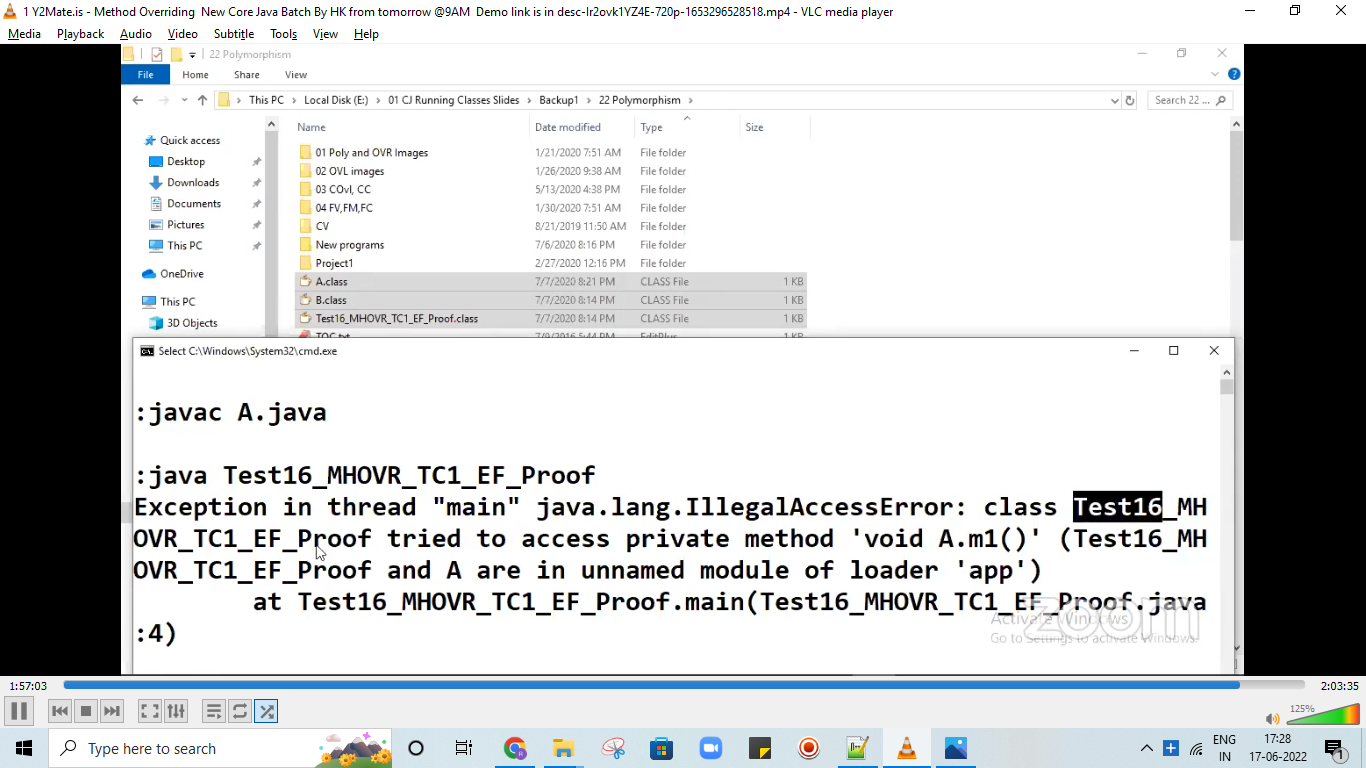 1 Y2Mate.is - Method Overriding  New Core Java Batch By HK from tomorrow @9AM  Demo link is in desc-lr2ovk1YZ4E-720p-1653296528518.mp4 - VLC media player
Media Playback Audio Video Subtitle Tools View Help
22 Polymorphism
File Home Share View
This PC Local Disk (E:) 01 CJ Running Classes Slides Backup1 22 Polymorphism Search 22 ...
Name Date modified Type Size
Quick access
Desktop
Downloads
Documents
Pictures
This PC
OneDrive
This PC
3D Objects
01 Poly and OVR Images 1/21/2020 7:51 AM File folder
02 OVL images 1/26/2020 9:38 AM File folder
03 COvl, CC 5/13/2020 4:38 PM File folder
04 FV,FM,FC 1/30/2020 7:51 AM File folder
CV 8/21/2019 11:50 AM File folder
New programs 7/6/2020 8:16 PM File folder
Project1 2/27/2020 12:16 PM File folder
A.class 7/7/2020 8:21 PM CLASS File 1 KB
B.class 7/7/2020 8:14 PM CLASS File 1 KB
Test16_MHOVR_TC1_EF_Proof.class 7/7/2020 8:14 PM CLASS File 1 KB
TOC.txt 7/9/2016 5:44 PM EditPlus 1 KB
Select C:\Windows\System32\cmd.exe
:javac A.java
:java Test16_MHOVR_TC1_EF_Proof
Exception in thread "main" java.lang.IllegalAccessError: class Test16_MH
OVR_TC1_EF_Proof tried to access private method 'void A.m1()' (Test16_MH
OVR_TC1_EF_Proof and A are in unnamed module of loader 'app')
at Test16_MHOVR_TC1_EF_Proof.main(Test16_MHOVR_TC1_EF_Proof.java
:4)
zoom
Activate Windows
Go to Settings to activate Windows.
1:57:03 2:03:35
125%
Type here to search
ENG
IN
17:28
17-06-2022
1